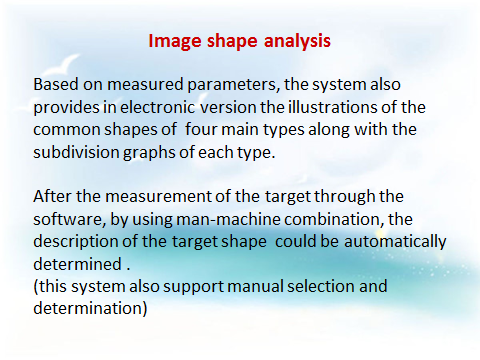 Image shape analysis
Based on measured parameters, the system also
provides in electronic version the illustrations of the
common shapes of  four main types along with the
subdivision graphs of each type.
After the measurement of the target through the
software, by using man-machine combination, the
description of the target shape  could be automatically
determined .
(this system also support manual selection and
determination)